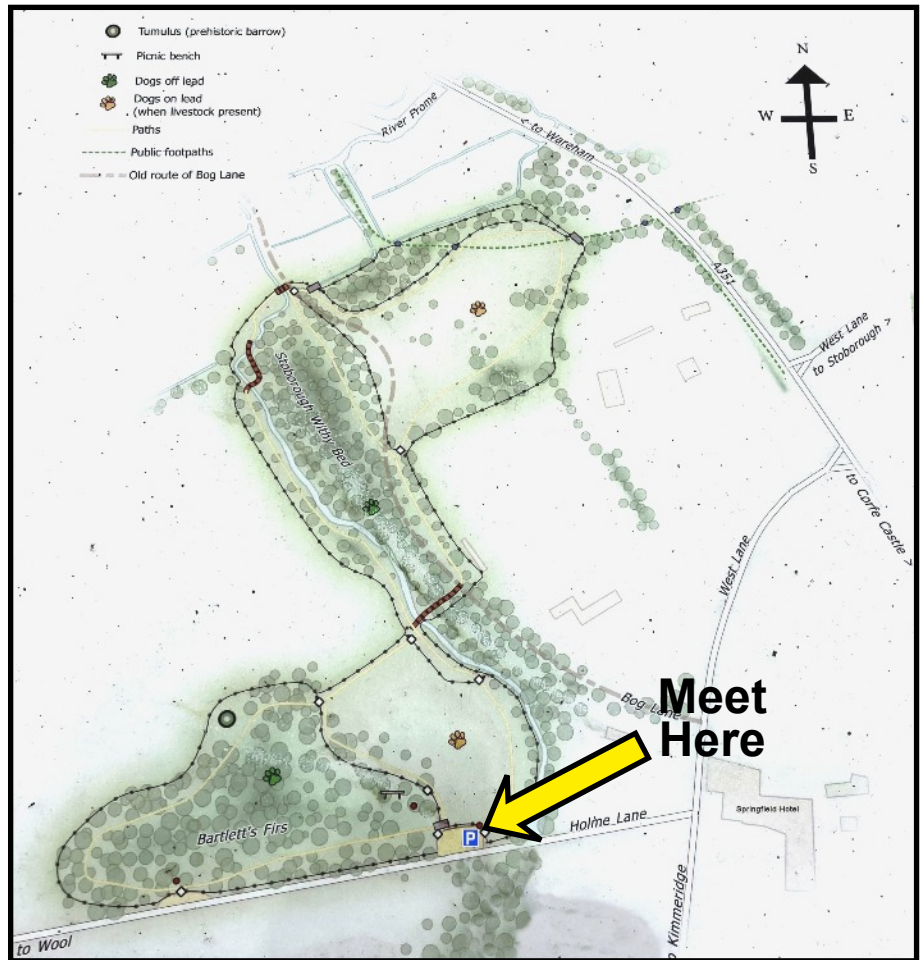 Tumulus (prehistoric barrow)
Picnic bench
Dogs off lead
Dogs on lead
(when livestock present)
Paths
Public footpaths
Old route of Bog Lane
N
W E
S
River Frome
< to Wareham
A351
West Lane
to Stoborough >
Stoborough Withy Bed
to Corfe Castle >
West Lane
Bog Lane
Meet
Here
Springfield Hotel
Holme Lane
P
Bartlett's Firs
to Wool
o Kimmeridge